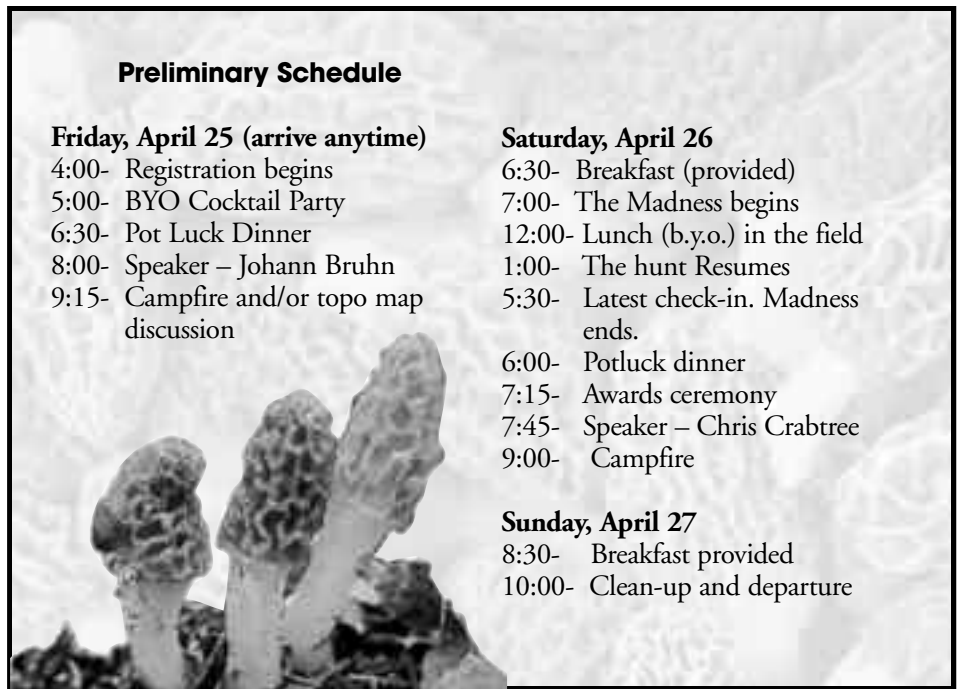 Preliminary Schedule
Friday, April 25 (arrive anytime)
4:00- Registration begins
5:00- BYO Cocktail Party
6:30- Pot Luck Dinner
8:00- Speaker – Johann Bruhn
9:15- Campfire and/or topo map
discussion
Saturday, April 26
6:30- Breakfast (provided)
7:00- The Madness begins
12:00- Lunch (b.y.o.) in the field
1:00- The hunt Resumes
5:30- Latest check-in. Madness
ends.
6:00- Potluck dinner
7:15- Awards ceremony
7:45- Speaker – Chris Crabtree
9:00- Campfire
Sunday, April 27
8:30- Breakfast provided
10:00- Clean-up and departure